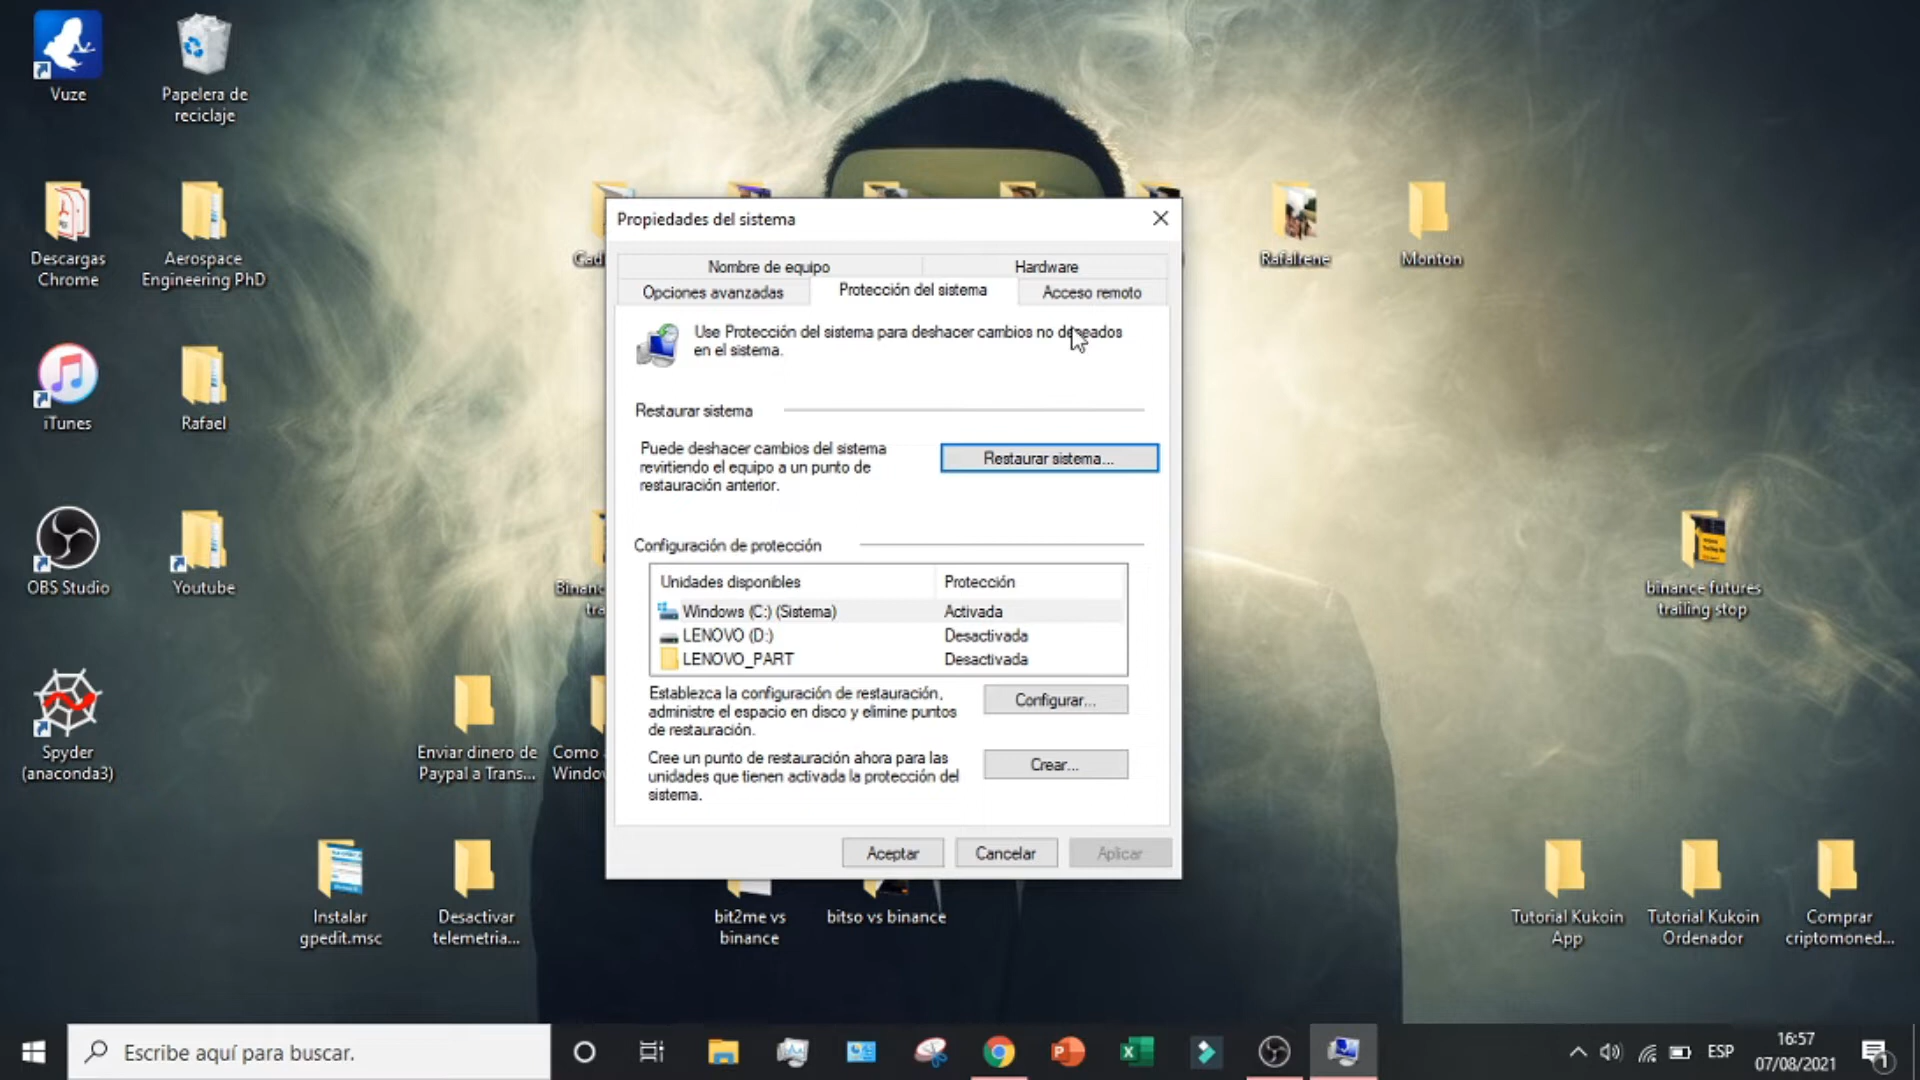 Vuze
Papelera de
reciclaje
Descargas
Chrome
Aerospace
Engineering PhD
iTunes
Rafael
OBS Studio
Youtube
Spyder
(anaconda3)
Enviar dinero de
Paypal a Trans...
Como
Instalar
gpedit.msc
Desactivar
telemetria...
bit2me vs
binance
bitso vs binance
Rafalrene
Monton
binance futures
trailing stop
Tutorial Kukoin
App
Tutorial Kukoin
Ordenador
Comprar
criptomoned...
Propiedades del sistema
Nombre de equipo
Hardware
Opciones avanzadas
Protección del sistema
Acceso remoto
Use Protección del sistema para deshacer cambios no deseados
en el sistema.
Restaurar sistema
Puede deshacer cambios del sistema
revirtiendo el equipo a un punto de
restauración anterior.
Restaurar sistema...
Configuración de protección
Unidades disponibles Protección
Windows (C:) (Sistema) Activada
LENOVO (D:) Desactivada
LENOVO_PART Desactivada
Establezca la configuración de restauración,
administre el espacio en disco y elimine puntos
de restauración.
Configurar...
Cree un punto de restauración ahora para las
unidades que tienen activada la protección del
sistema.
Crear...
Aceptar
Cancelar
Aplicar
Escribe aquí para buscar.
ESP
16:57
07/08/2021
1